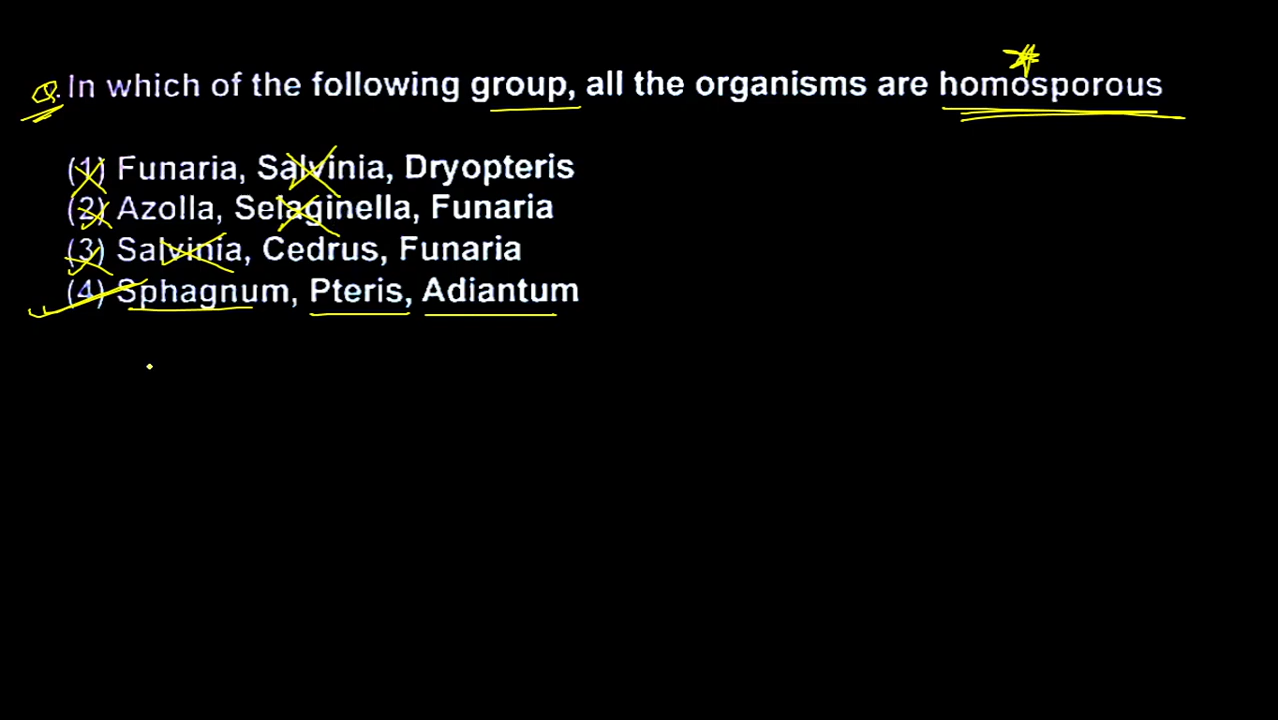 Q. In which of the following group, all the organisms are homosporous
(1) Funaria, Salvinia, Dryopteris
(2) Azolla, Selaginella, Funaria
(3) Salvinia, Cedrus, Funaria
(4) Sphagnum, Pteris, Adiantum